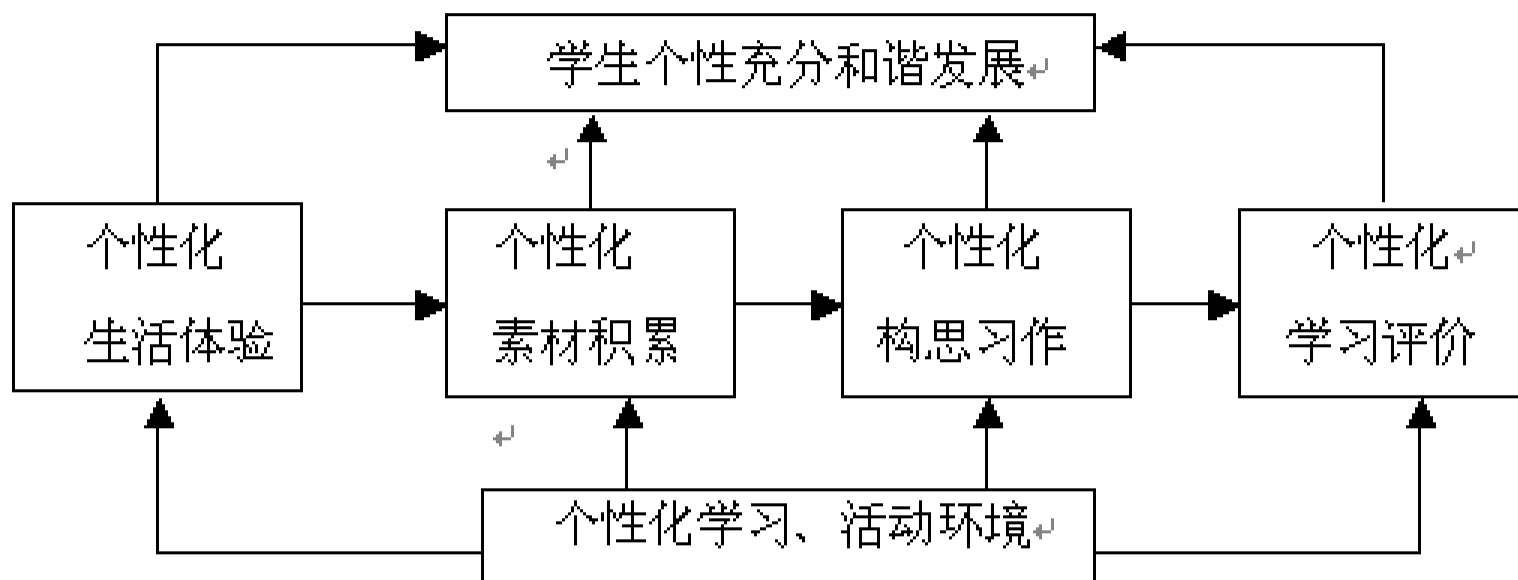 学生个性充分和谐发展
个性化
生活体验
个性化
素材积累
个性化
构思习作
个性化
学习评价
个性化学习、活动环境